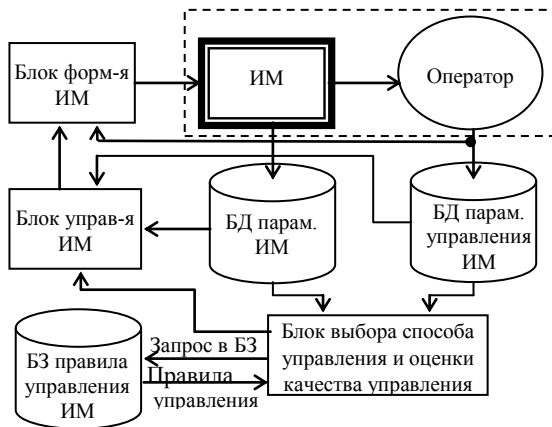 Блок форм-я
ИМ
ИМ
Оператор
Блок управ-я
ИМ
БД парам.
ИМ
БД парам.
управления
ИМ
БЗ правила
управления
ИМ
Запрос в БЗ
Правила
управления
Блок выбора способа
управления и оценки
качества управления